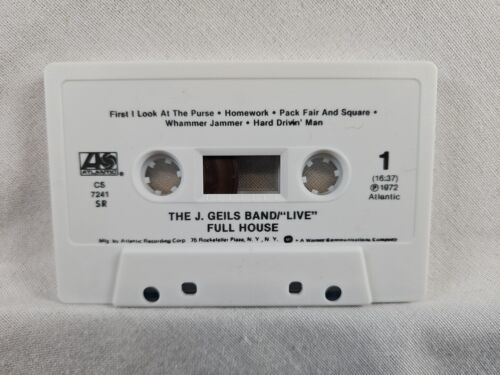 First I Look At The Purse • Homework • Pack Fair And Square •
Whammer Jammer • Hard Drivin' Man
ATLANTIC
CS
7241
SR
1
(16:37)
℗1972
Atlantic
THE J. GEILS BAND/"LIVE"
FULL HOUSE
Mfg. by Atlantic Recording Corp. 75 Rockefeller Plaza, N.Y., N.Y. • A Warner Communications Company